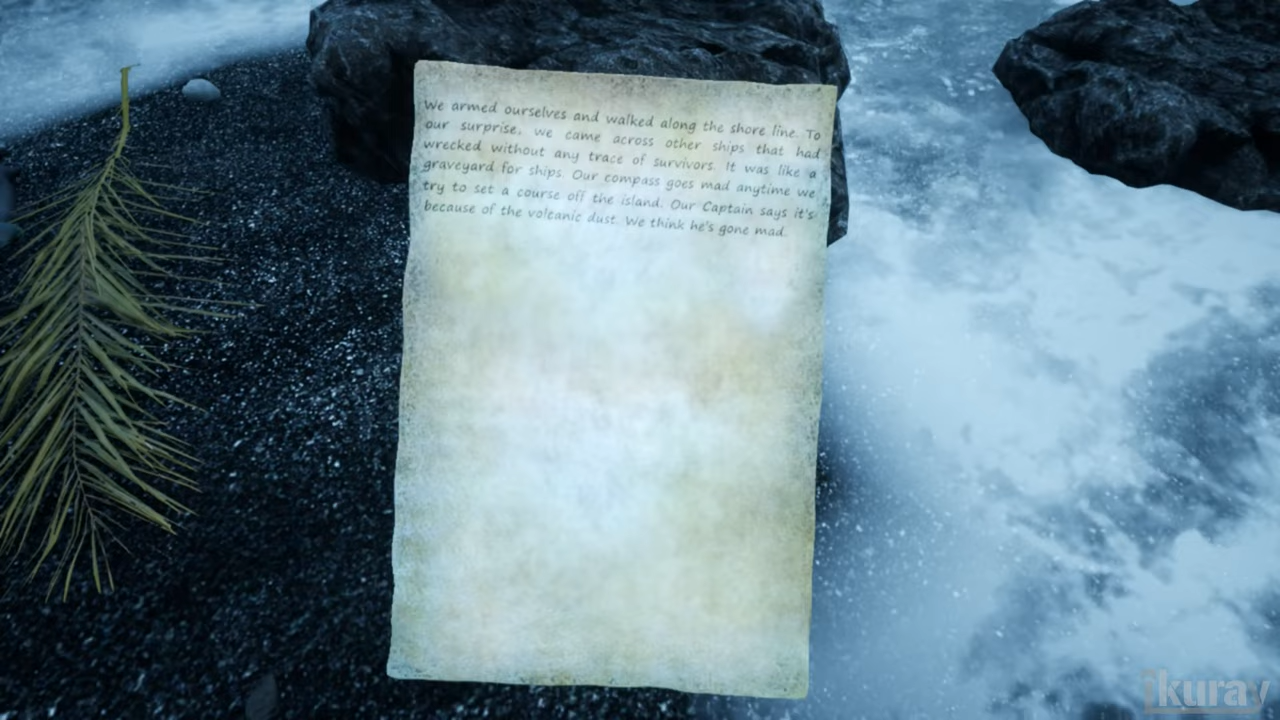 We armed ourselves and walked along the shore line. To
our surprise, we came across other ships that had
wrecked without any trace of survivors. It was like a
graveyard for ships. Our compass goes mad anytime we
try to set a course off the island. Our Captain says it's
because of the volcanic dust. We think he's gone mad.
ikuray